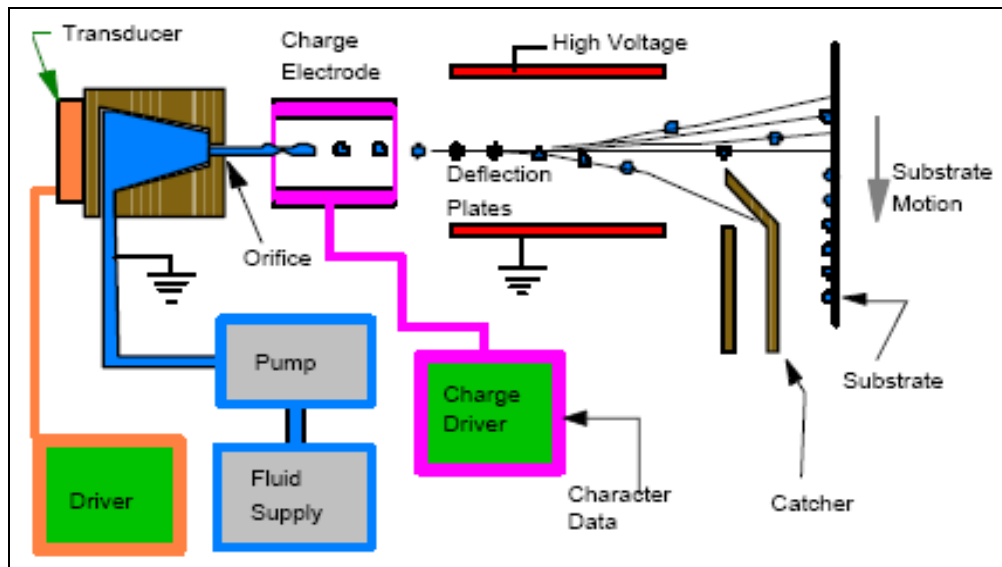 Transducer
Charge
Electrode
High Voltage
Deflection
Plates
Substrate
Motion
Orifice
Pump
Charge
Driver
Substrate
Driver
Fluid
Supply
Character
Data
Catcher